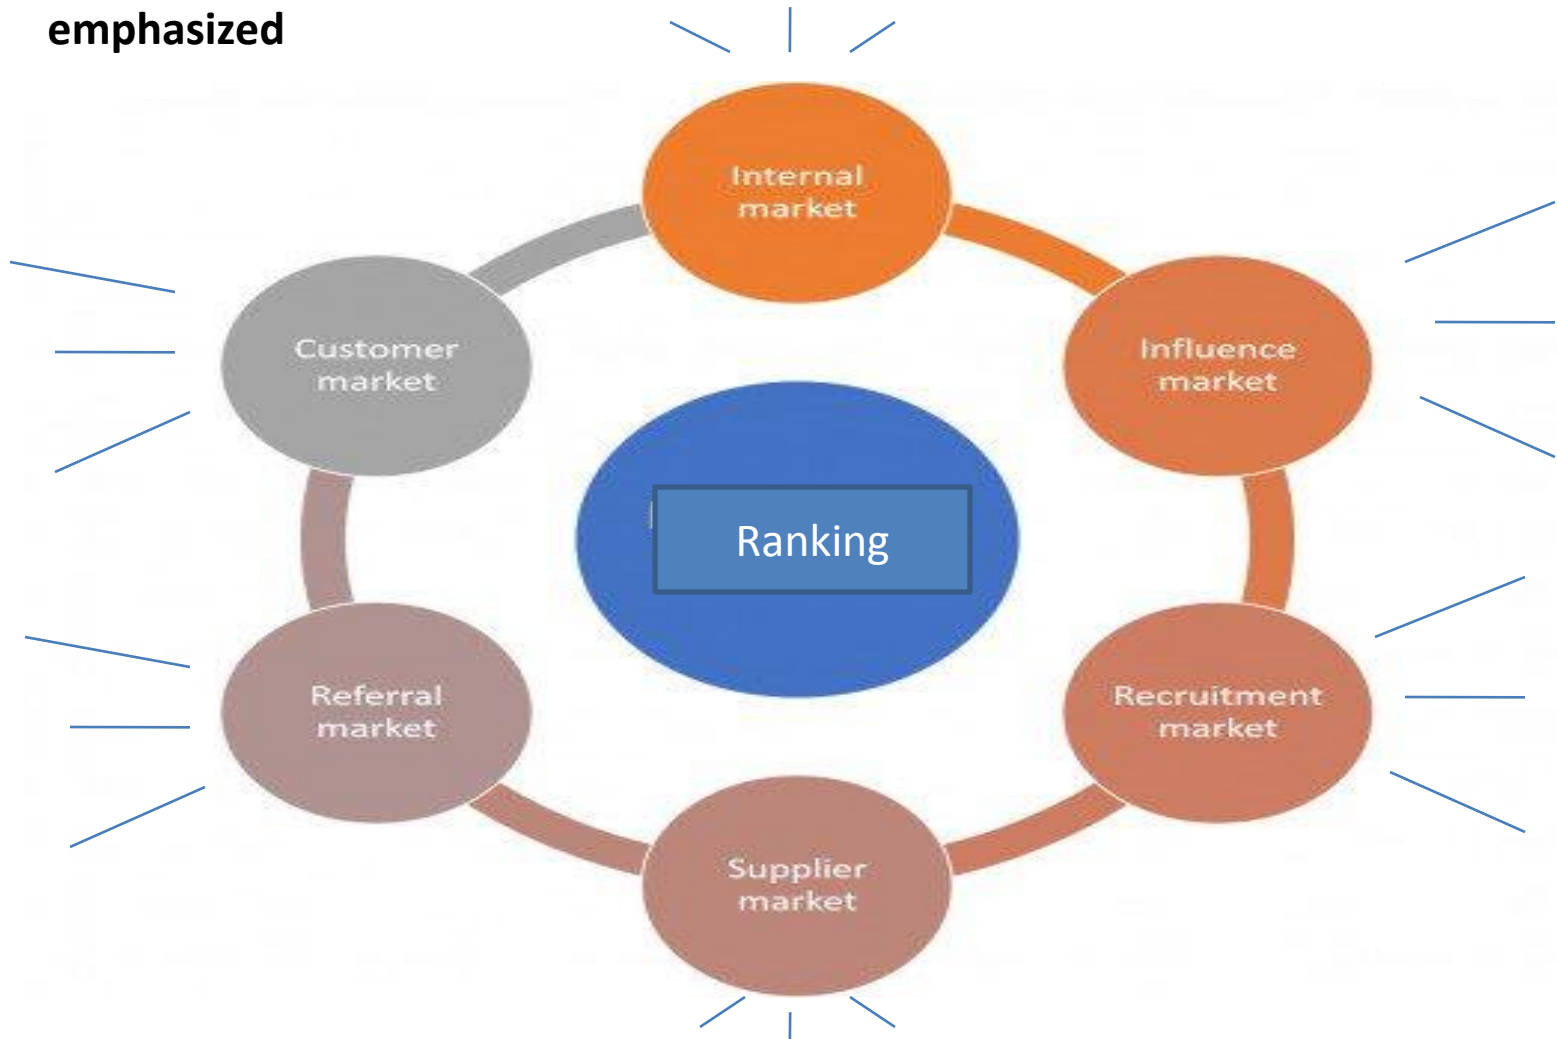 emphasized
Internal
market
Customer
market
Influence
market
Ranking
Referral
market
Recruitment
market
Supplier
market